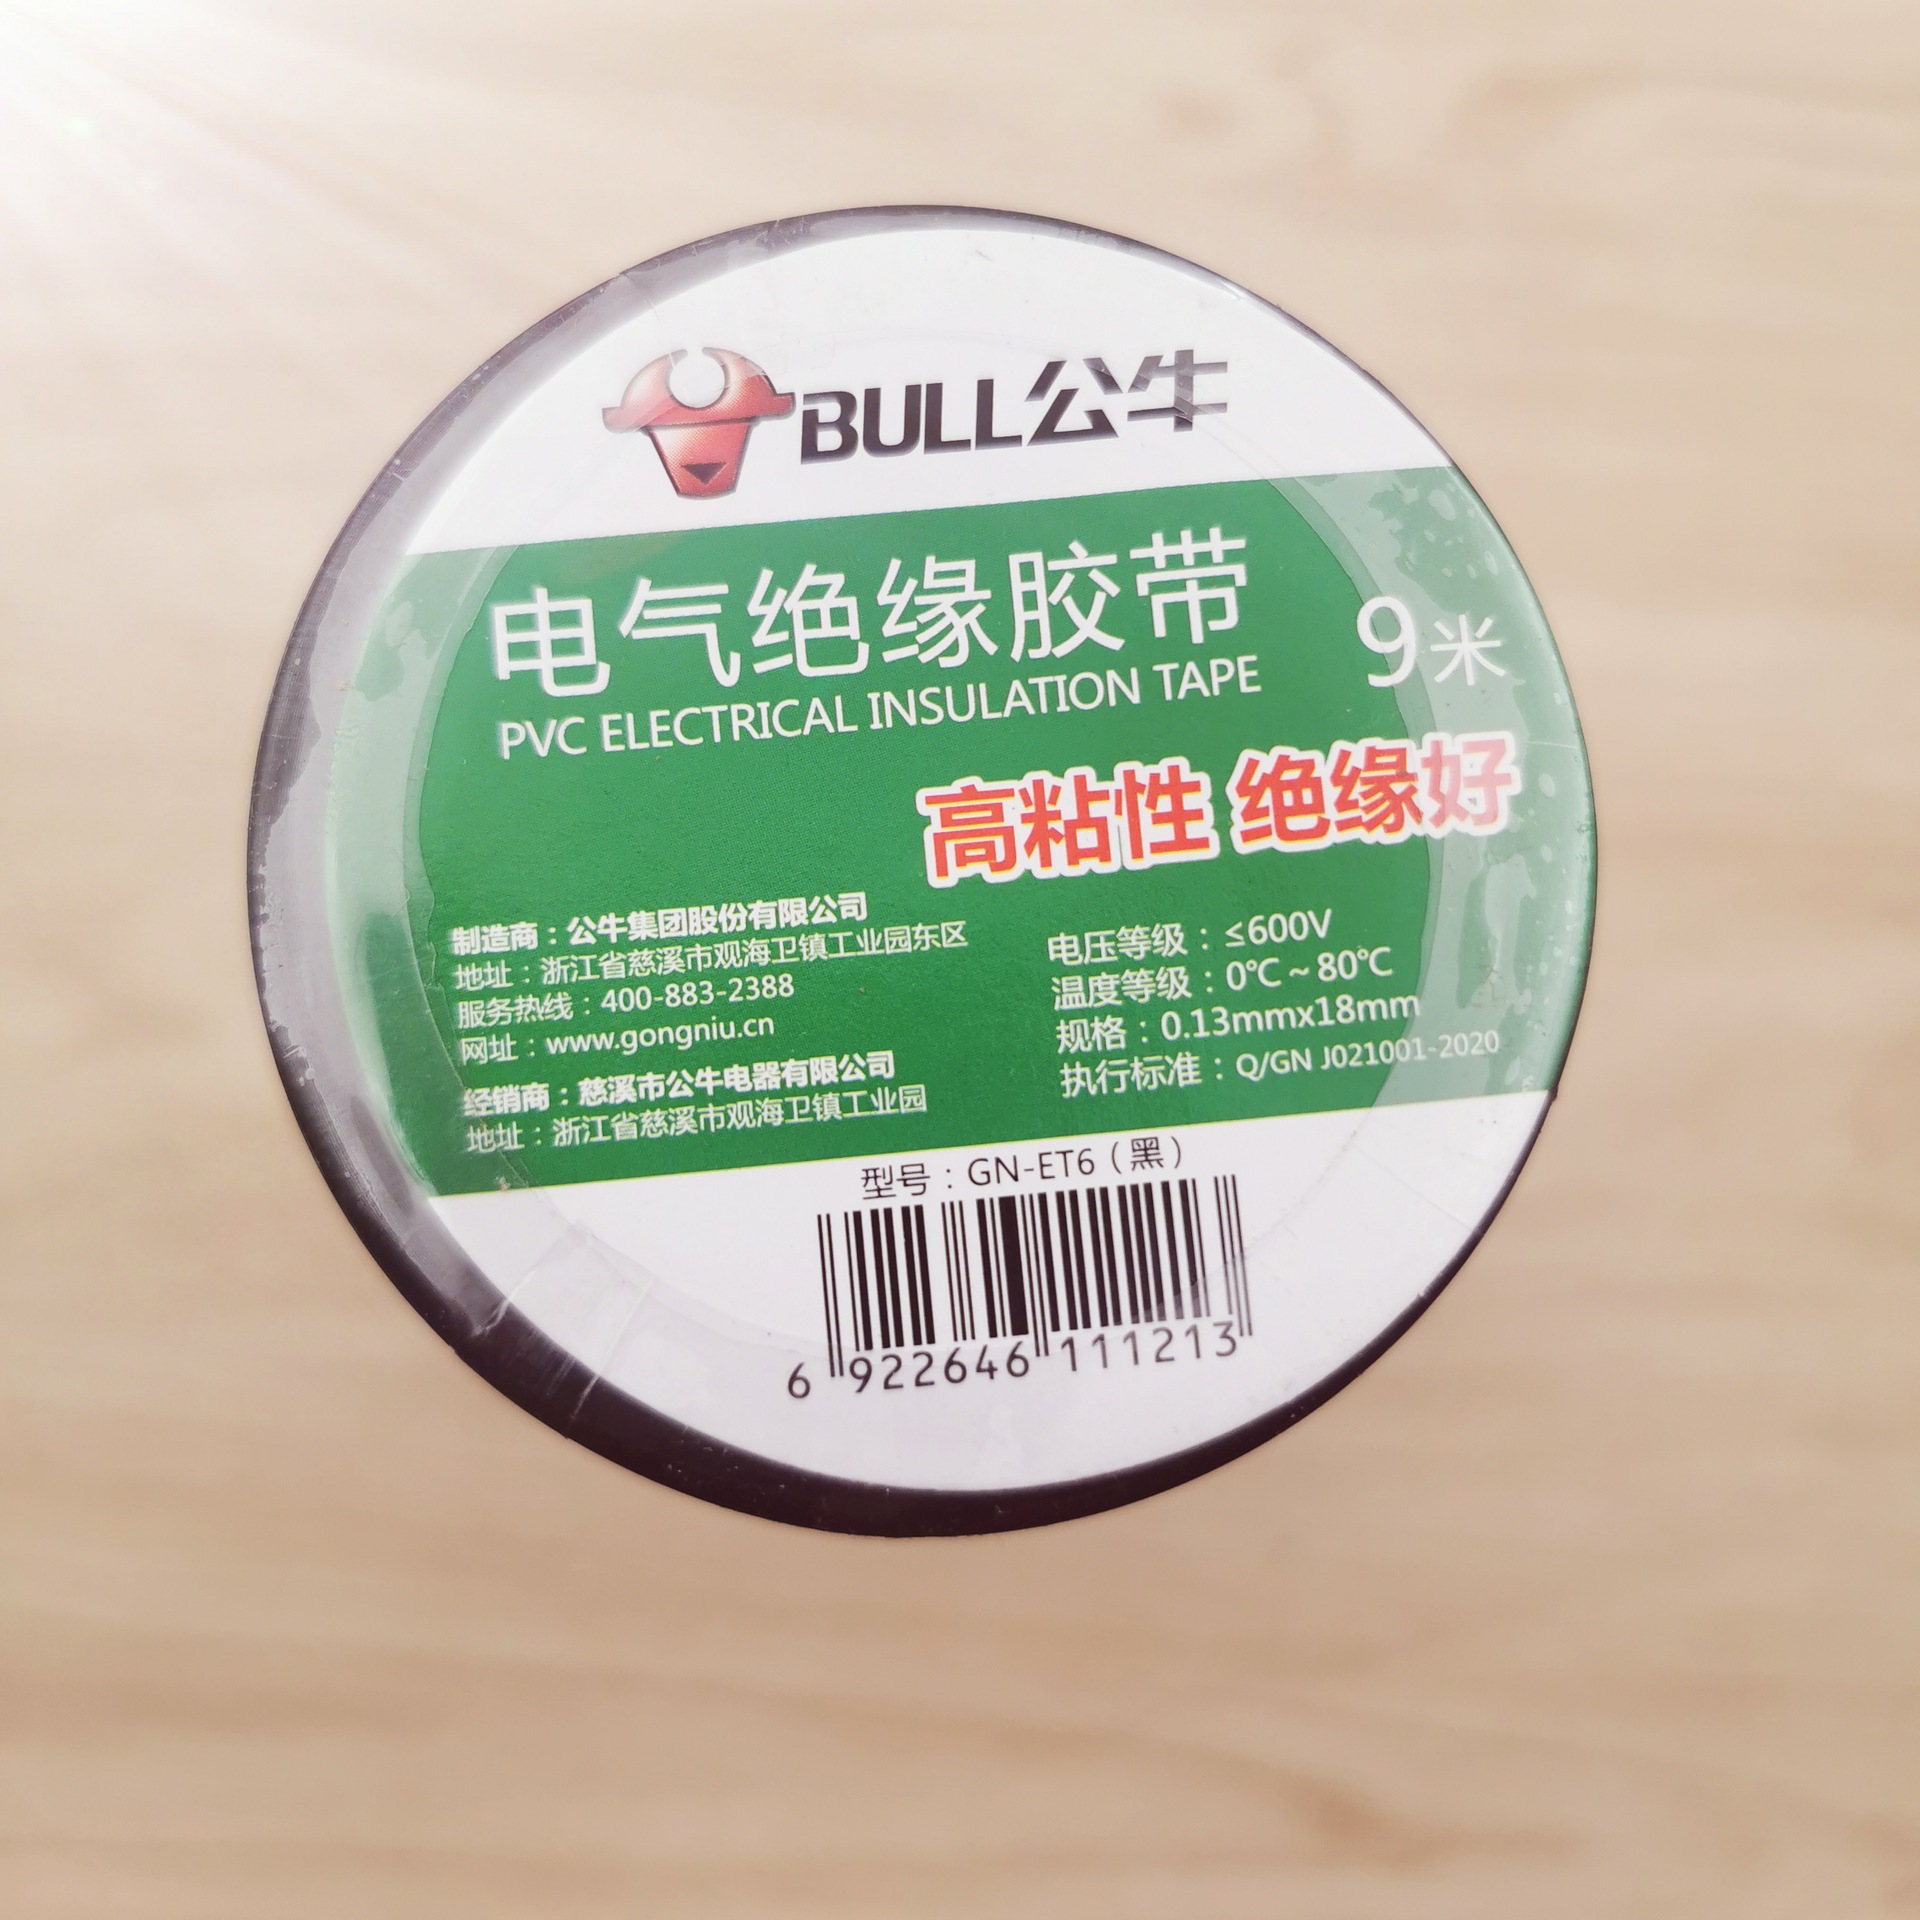 BULL公牛
电气绝缘胶带
PVC ELECTRICAL INSULATION TAPE
9米
高粘性 绝缘好
制造商：公牛集团股份有限公司
地址：浙江省慈溪市观海卫镇工业园东区
服务热线：400-883-2388
网址：www.gongniu.cn
经销商：慈溪市公牛电器有限公司
地址：浙江省慈溪市观海卫镇工业园
电压等级：≤600V
温度等级：0℃～80℃
规格：0.13mmx18mm
执行标准：Q/GN J021001-2020
型号：GN-ET6（黑）
6 922646 111213